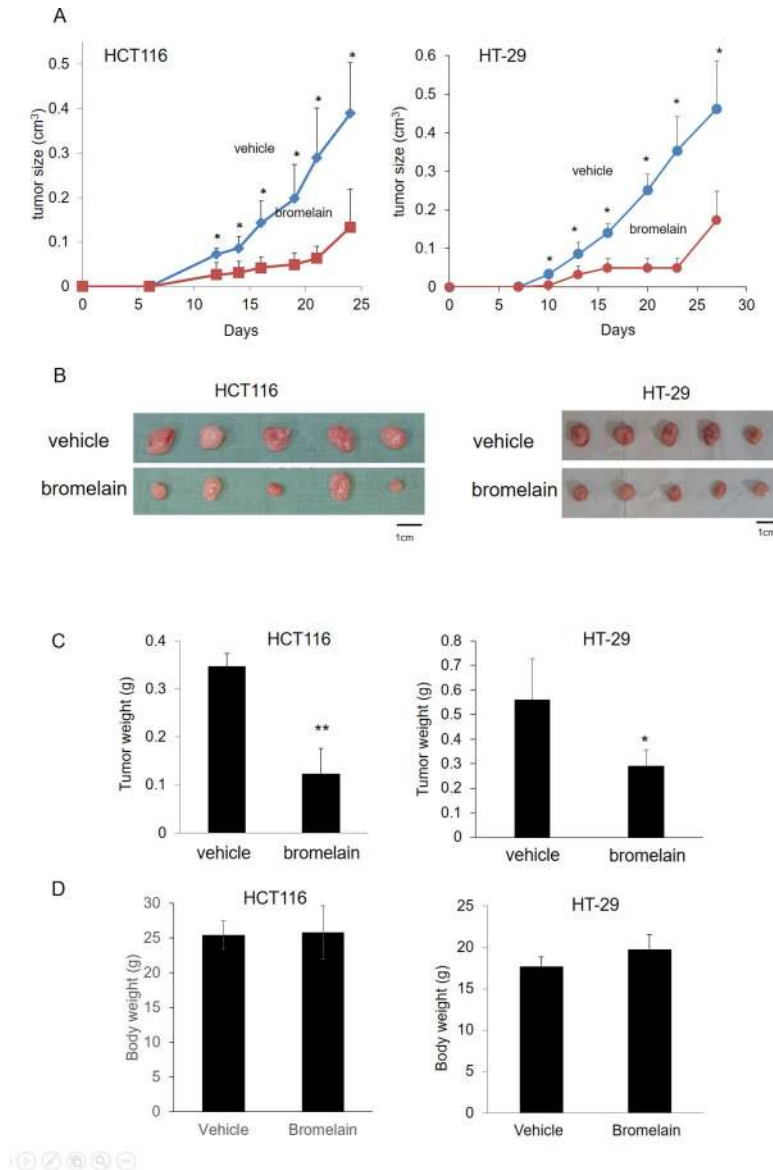 A
HCT116
tumor size (cm³)
0.5
0.4
0.3
0.2
0.1
0
* * * * * *
vehicle
bromelain
0 5 10 15 20 25
Days
HT-29
tumor size (cm³)
0.6
0.5
0.4
0.3
0.2
0.1
0
* * * * * *
vehicle
bromelain
0 5 10 15 20 25 30
Days
B
HCT116
vehicle
bromelain
1cm
HT-29
vehicle
bromelain
1cm
C
HCT116
Tumor weight (g)
0.4
0.3
0.2
0.1
0
**
vehicle bromelain
HT-29
Tumor weight (g)
0.8
0.7
0.6
0.5
0.4
0.3
0.2
0.1
0
*
vehicle bromelain
D
HCT116
Body weight (g)
30
25
20
15
10
5
0
Vehicle Bromelain
HT-29
Body weight (g)
25
20
15
10
5
0
Vehicle Bromelain